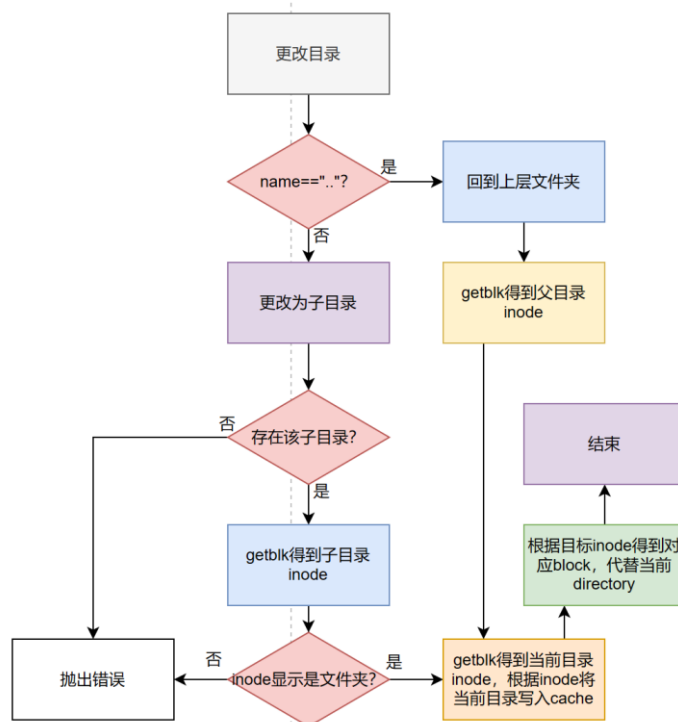 更改目录
name==".."?
是
回到上层文件夹
否
更改为子目录
getblk得到父目录
inode
否
存在该子目录？
结束
是
getblk得到子目录
inode
根据目标inode得到对
应block，代替当前
directory
抛出错误
否
inode显示是文件夹？
是
getblk得到当前目录
inode，根据inode将
当前目录写入cache